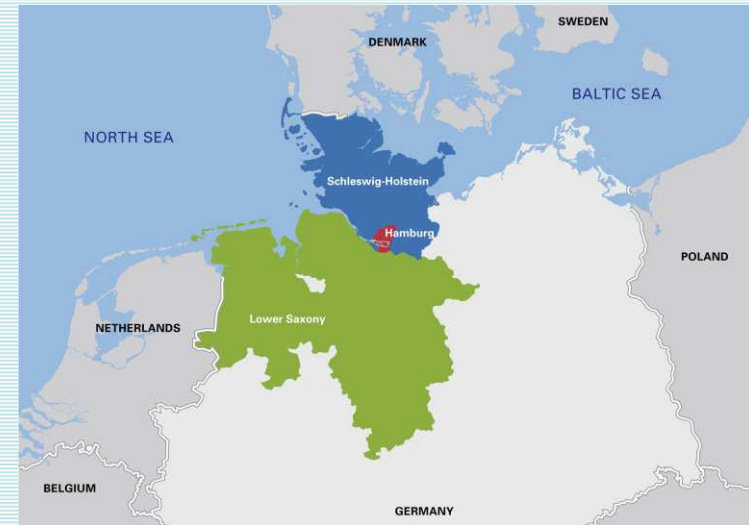 SWEDEN
DENMARK
BALTIC SEA
NORTH SEA
Schleswig-Holstein
Hamburg
POLAND
Lower Saxony
NETHERLANDS
BELGIUM
GERMANY